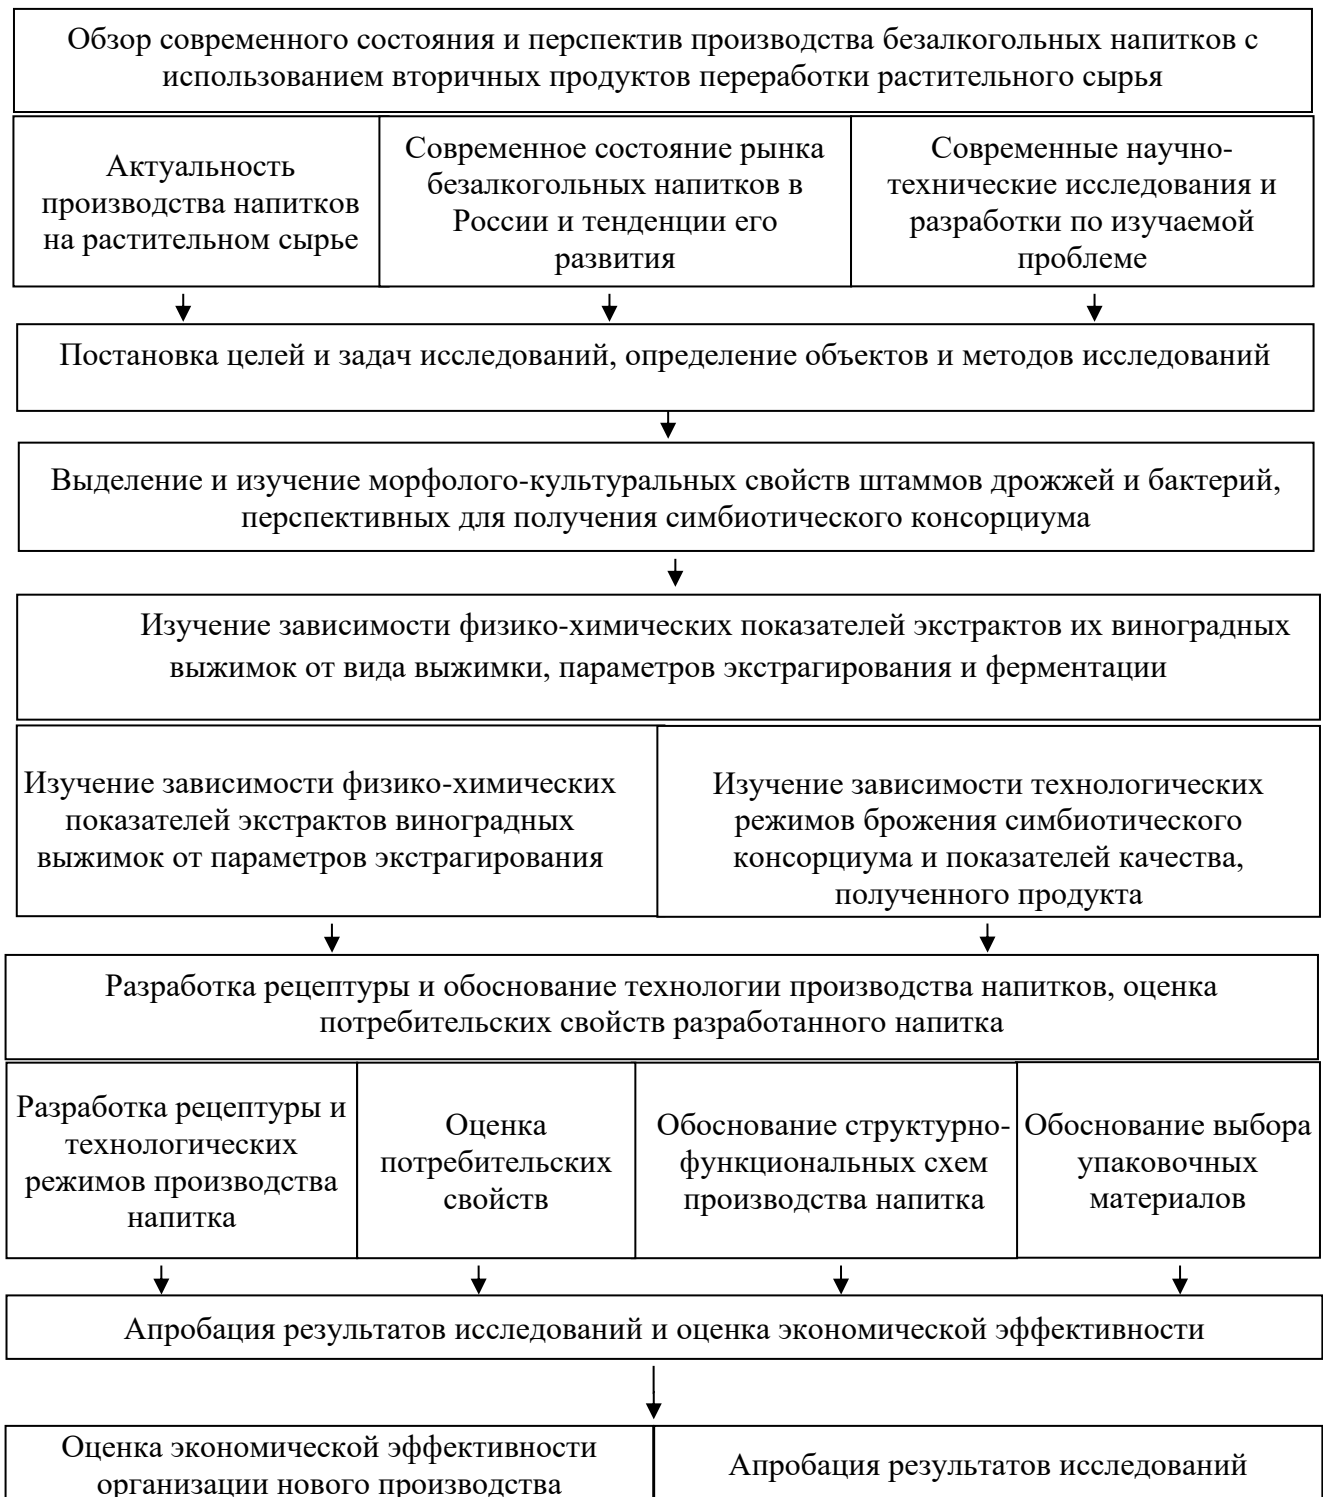 Обзор современного состояния и перспектив производства безалкогольных напитков с
использованием вторичных продуктов переработки растительного сырья
Актуальность
производства напитков
на растительном сырье
Современное состояние рынка
безалкогольных напитков в
России и тенденции его
развития
Современные научно-
технические исследования и
разработки по изучаемой
проблеме
Постановка целей и задач исследований, определение объектов и методов исследований
Выделение и изучение морфолого-культуральных свойств штаммов дрожжей и бактерий,
перспективных для получения симбиотического консорциума
Изучение зависимости физико-химических показателей экстрактов их виноградных
выжимок от вида выжимки, параметров экстрагирования и ферментации
Изучение зависимости физико-химических
показателей экстрактов виноградных
выжимок от параметров экстрагирования
Изучение зависимости технологических
режимов брожения симбиотического
консорциума и показателей качества,
полученного продукта
Разработка рецептуры и обоснование технологии производства напитков, оценка
потребительских свойств разработанного напитка
Разработка рецептуры и
технологических
режимов производства
напитка
Оценка
потребительских
свойств
Обоснование структурно-
функциональных схем
производства напитка
Обоснование выбора
упаковочных
материалов
Апробация результатов исследований и оценка экономической эффективности
Оценка экономической эффективности
организации нового производства
Апробация результатов исследований